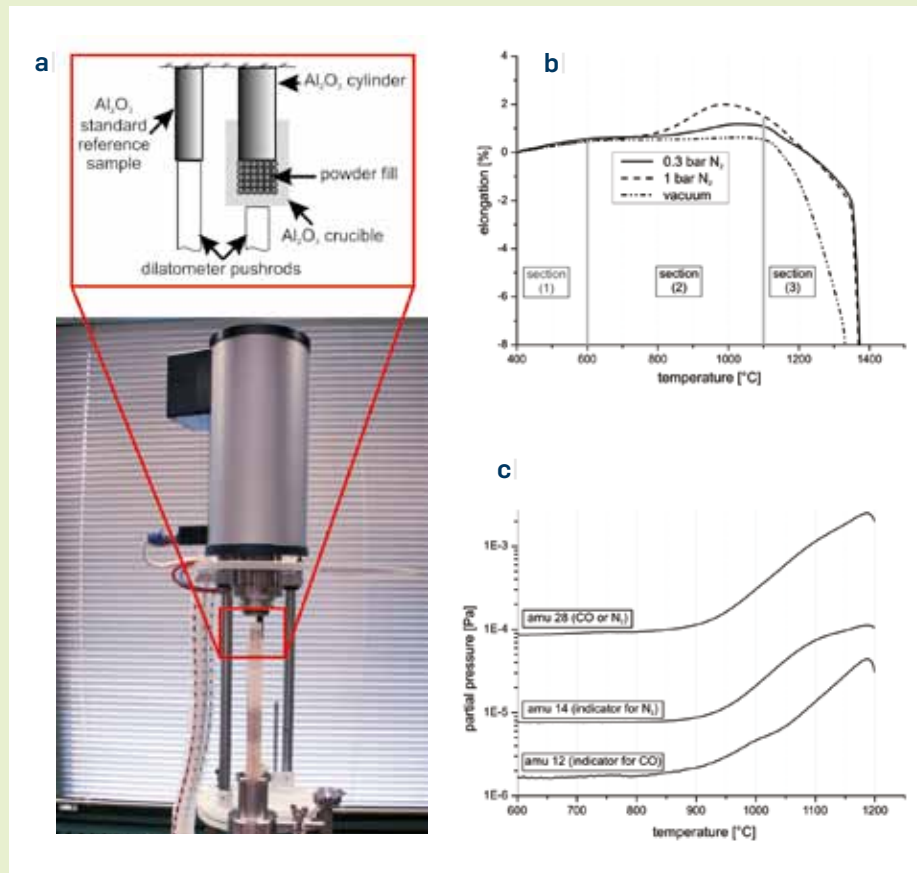 a
Al₂O₃
standard
reference
sample
Al₂O₃ cylinder
powder fill
Al₂O₃ crucible
dilatometer pushrods
b
4
2
0
-2
-4
-6
-8
elongation [%]
0.3 bar N₂
1 bar N₂
vacuum
section
(1)
section
(2)
section
(3)
400 600 800 1000 1200 1400
temperature [°C]
c
1E-3
1E-4
1E-5
1E-6
partial pressure [Pa]
amu 28 (CO or N₂)
amu 14 (indicator for N₂)
amu 12 (indicator for CO)
600 700 800 900 1000 1100 1200
temperature [°C]